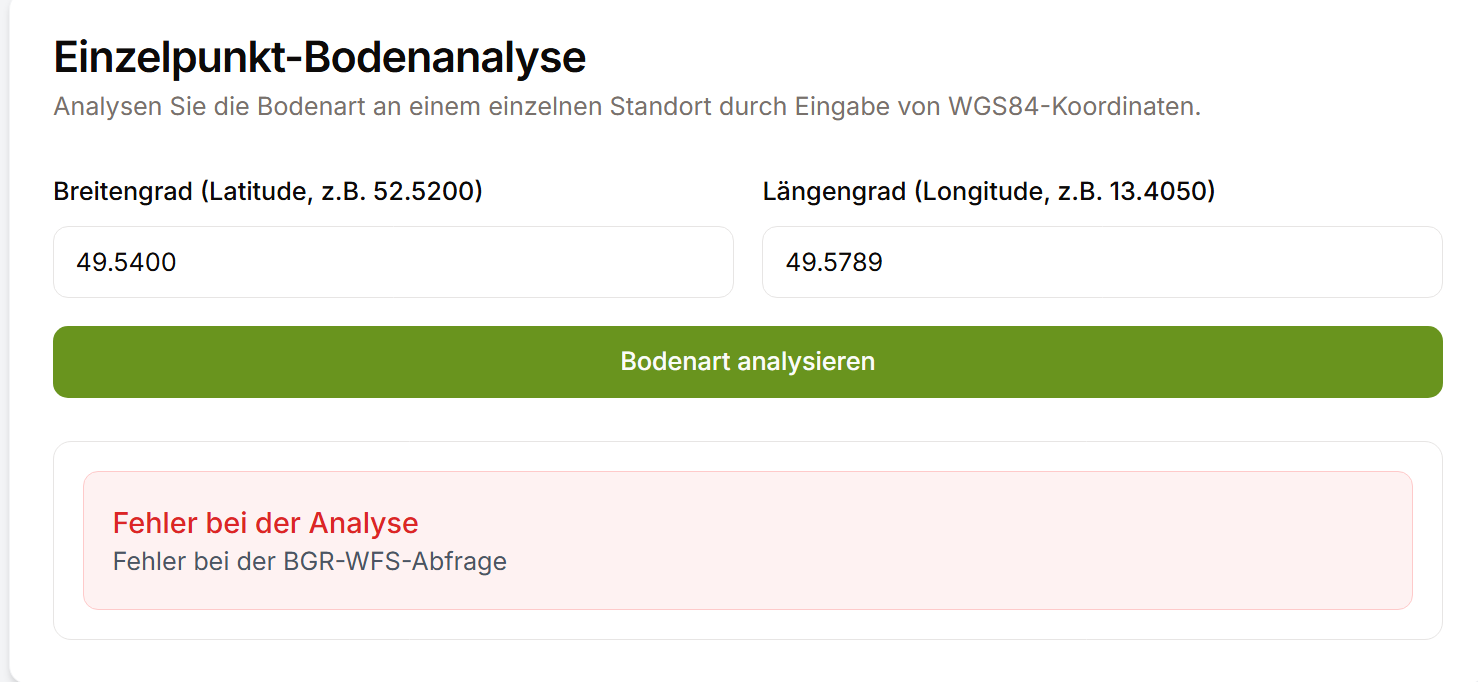 Einzelpunkt-Bodenanalyse
Analysen Sie die Bodenart an einem einzelnen Standort durch Eingabe von WGS84-Koordinaten.
Breitengrad (Latitude, z.B. 52.5200)
Längengrad (Longitude, z.B. 13.4050)
49.5400
49.5789
Bodenart analysieren
Fehler bei der Analyse
Fehler bei der BGR-WFS-Abfrage